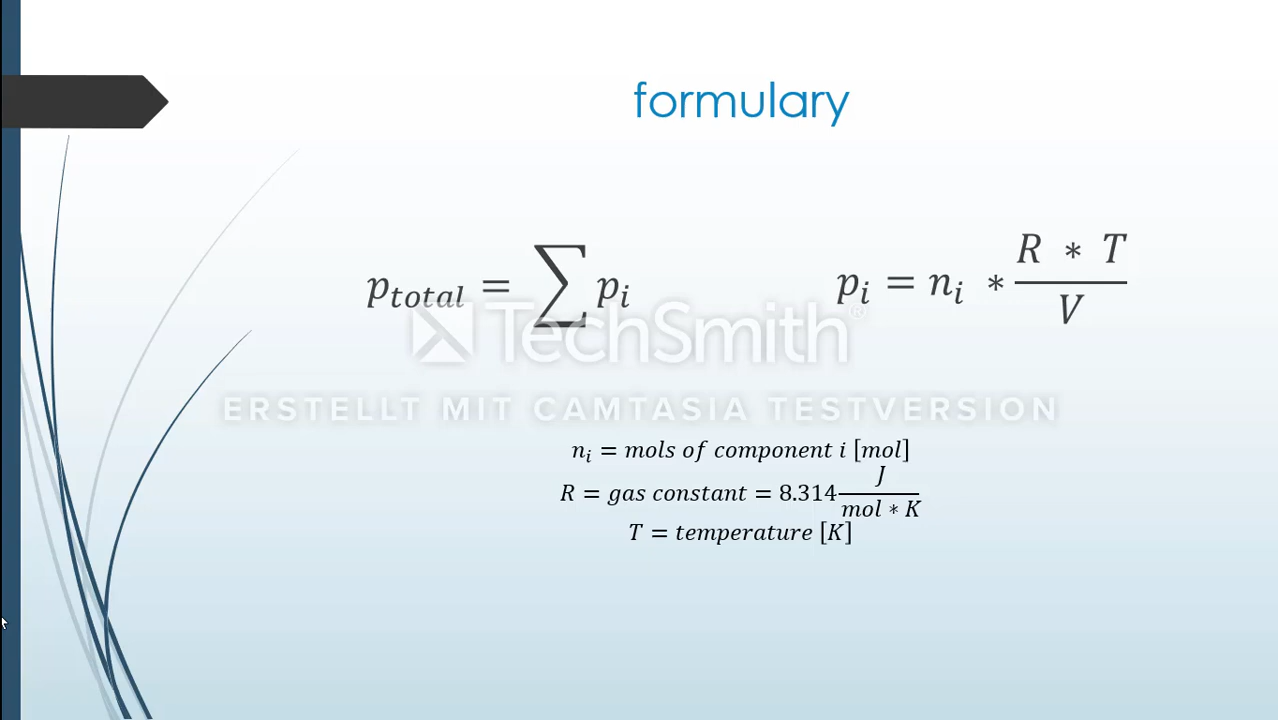 formulary
p_total = ∑ p_i
p_i = n_i * (R * T) / V
TechSmith®
ERSTELLT MIT CAMTASIA TESTVERSION
n_i = mols of component i [mol]
R = gas constant = 8.314 J / (mol * K)
T = temperature [K]